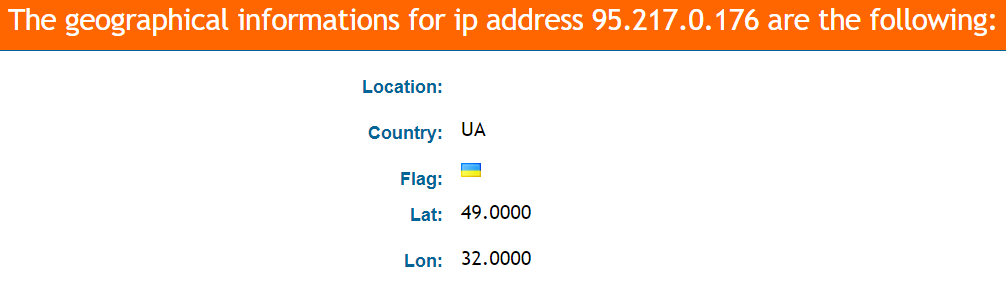 The geographical informations for ip address 95.217.0.176 are the following:
Location:
Country: UA
Flag:
Lat: 49.0000
Lon: 32.0000